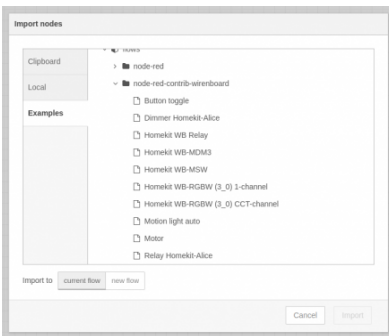 Import nodes
Clipboard
Local
Examples
flows
node-red
node-red-contrib-wirenboard
Button toggle
Dimmer Homekit-Alice
Homekit WB Relay
Homekit WB-MDM3
Homekit WB-MSW
Homekit WB-RGBW (3_0) 1-channel
Homekit WB-RGBW (3_0) CCT-channel
Motion light auto
Motor
Relay Homekit-Alice
Import to current flow new flow
Cancel Import